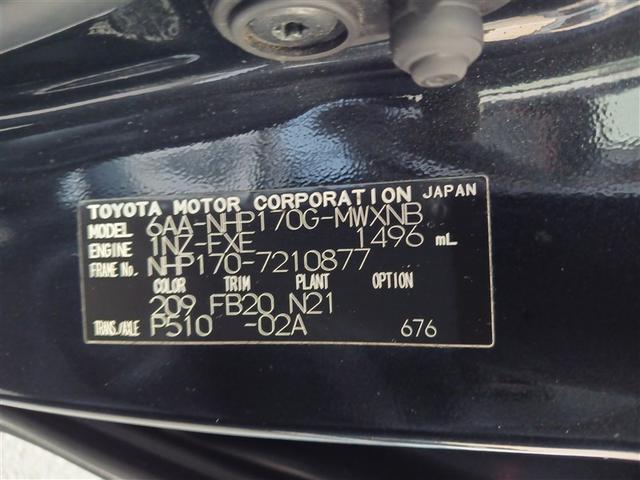 TOYOTA MOTOR CORPORATION JAPAN
MODEL 6AA-NHP170G-MWXNB
ENGINE 1NZ-FXE 1496 mL
FRAME No. NHP170-7210877
COLOR TRIM PLANT OPTION
209 FB20 N21
TRANS./AXLE P510 -02A 676